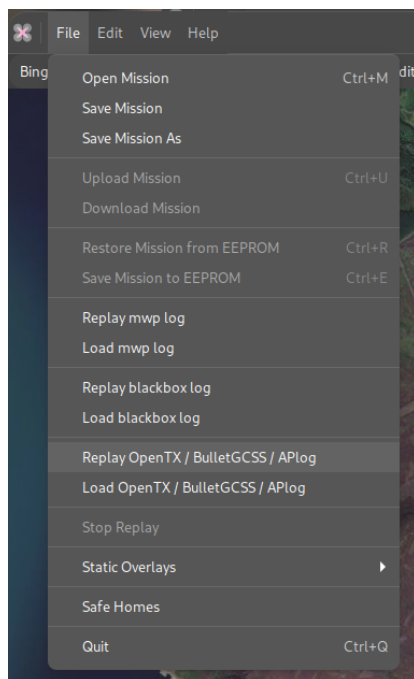 File Edit View Help
Bing
dit
Open Mission Ctrl+M
Save Mission
Save Mission As
Upload Mission Ctrl+U
Download Mission
Restore Mission from EEPROM Ctrl+R
Save Mission to EEPROM Ctrl+E
Replay mwp log
Load mwp log
Replay blackbox log
Load blackbox log
Replay OpenTX / BulletGCSS / APlog
Load OpenTX / BulletGCSS / APlog
Stop Replay
Static Overlays
Safe Homes
Quit Ctrl+Q